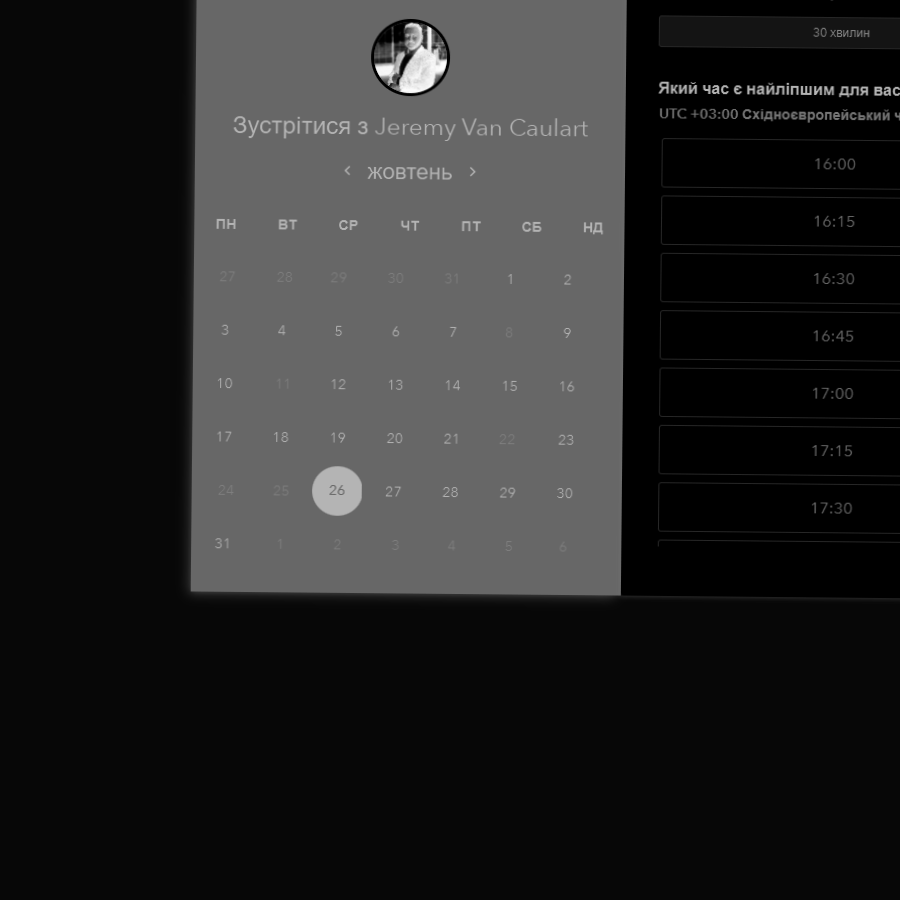 Зустрітися з Jeremy Van Caulart
‹ жовтень ›
ПН ВТ СР ЧТ ПТ СБ НД
27 28 29 30 31 1 2
3 4 5 6 7 8 9
10 11 12 13 14 15 16
17 18 19 20 21 22 23
24 25 26 27 28 29 30
31 1 2 3 4 5 6
30 хвилин
Який час є найліпшим для вас
UTC +03:00 Східноєвропейський
16:00
16:15
16:30
16:45
17:00
17:15
17:30